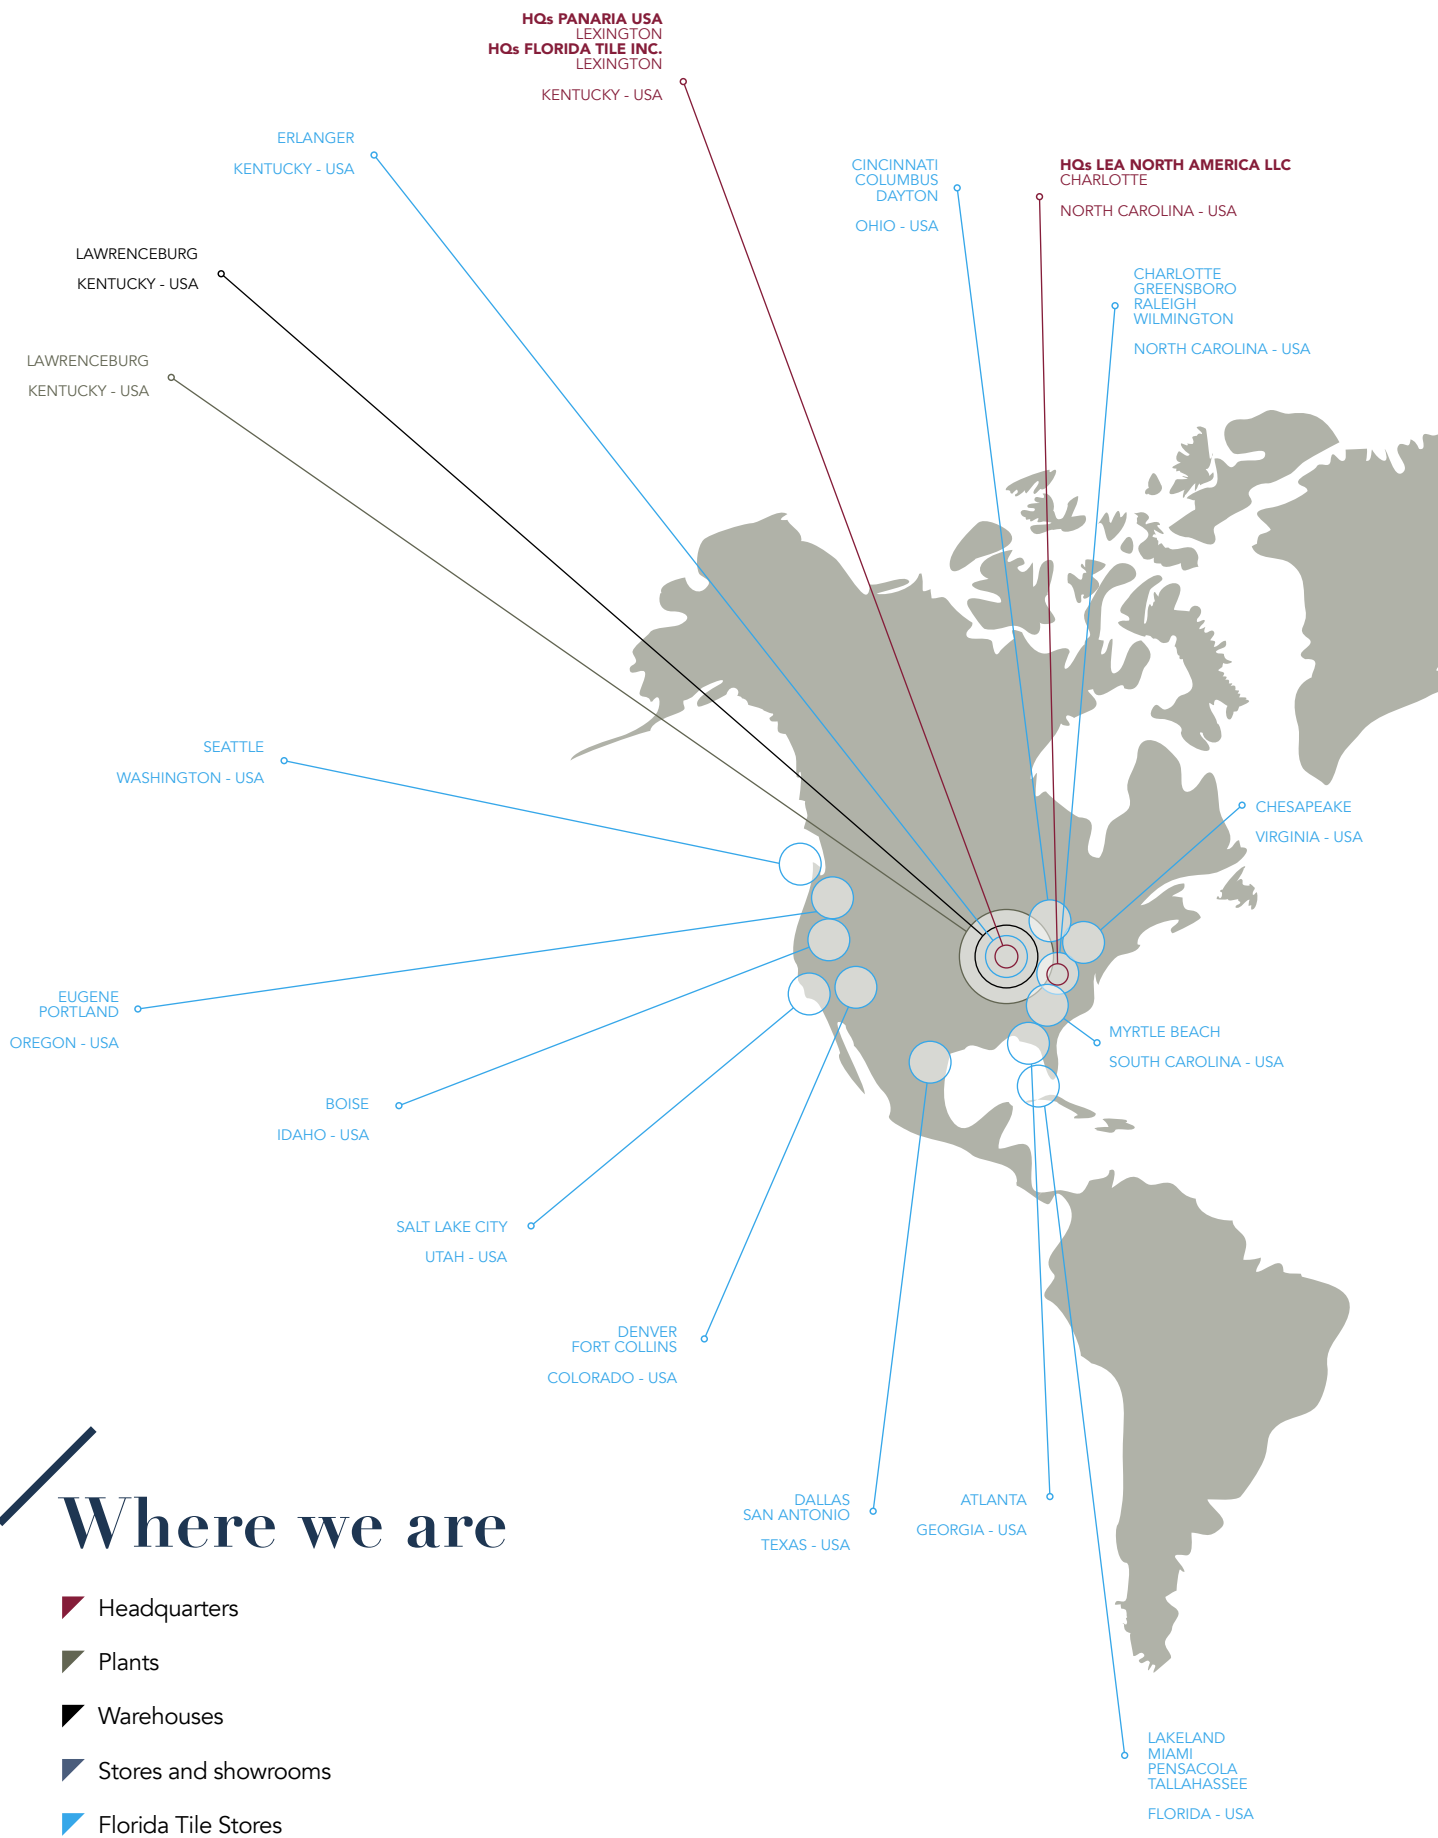 HQs PANARIA USA
LEXINGTON
HQs FLORIDA TILE INC.
LEXINGTON
KENTUCKY - USA
ERLANGER
KENTUCKY - USA
CINCINNATI
COLUMBUS
DAYTON
OHIO - USA
HQs LEA NORTH AMERICA LLC
CHARLOTTE
NORTH CAROLINA - USA
LAWRENCEBURG
KENTUCKY - USA
CHARLOTTE
GREENSBORO
RALEIGH
WILMINGTON
NORTH CAROLINA - USA
LAWRENCEBURG
KENTUCKY - USA
SEATTLE
WASHINGTON - USA
CHESAPEAKE
VIRGINIA - USA
EUGENE
PORTLAND
OREGON - USA
MYRTLE BEACH
SOUTH CAROLINA - USA
BOISE
IDAHO - USA
SALT LAKE CITY
UTAH - USA
DENVER
FORT COLLINS
COLORADO - USA
DALLAS
SAN ANTONIO
TEXAS - USA
ATLANTA
GEORGIA - USA
Where we are
Headquarters
Plants
Warehouses
Stores and showrooms
Florida Tile Stores
LAKELAND
MIAMI
PENSACOLA
TALLAHASSEE
FLORIDA - USA